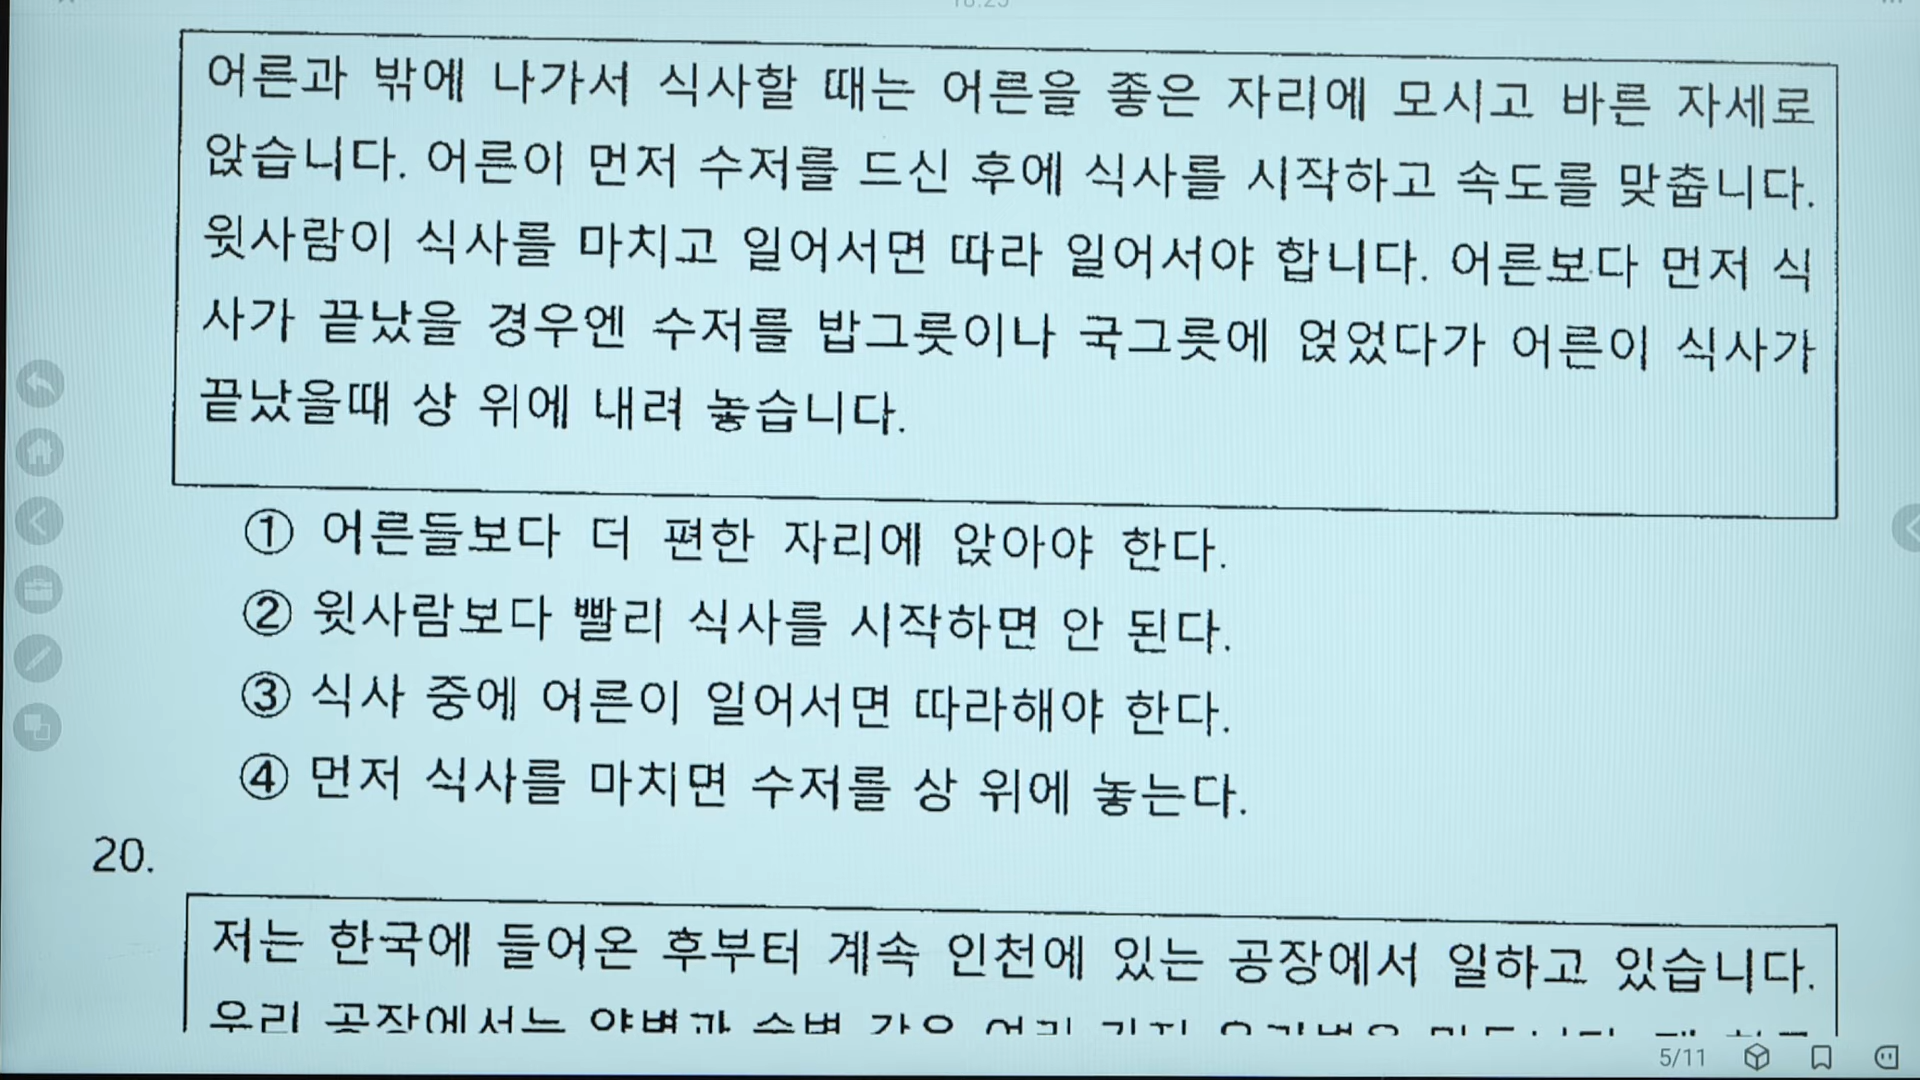 어른과 밖에 나가서 식사할 때는 어른을 좋은 자리에 모시고 바른 자세로
앉습니다. 어른이 먼저 수저를 드신 후에 식사를 시작하고 속도를 맞춥니다.
윗사람이 식사를 마치고 일어서면 따라 일어서야 합니다. 어른보다 먼저 식
사가 끝났을 경우엔 수저를 밥그릇이나 국그릇에 얹었다가 어른이 식사가
끝났을때 상 위에 내려 놓습니다.
① 어른들보다 더 편한 자리에 앉아야 한다.
② 윗사람보다 빨리 식사를 시작하면 안 된다.
③ 식사 중에 어른이 일어서면 따라해야 한다.
④ 먼저 식사를 마치면 수저를 상 위에 놓는다.
20.
저는 한국에 들어온 후부터 계속 인천에 있는 공장에서 일하고 있습니다.
우리 공장에서는
5/11